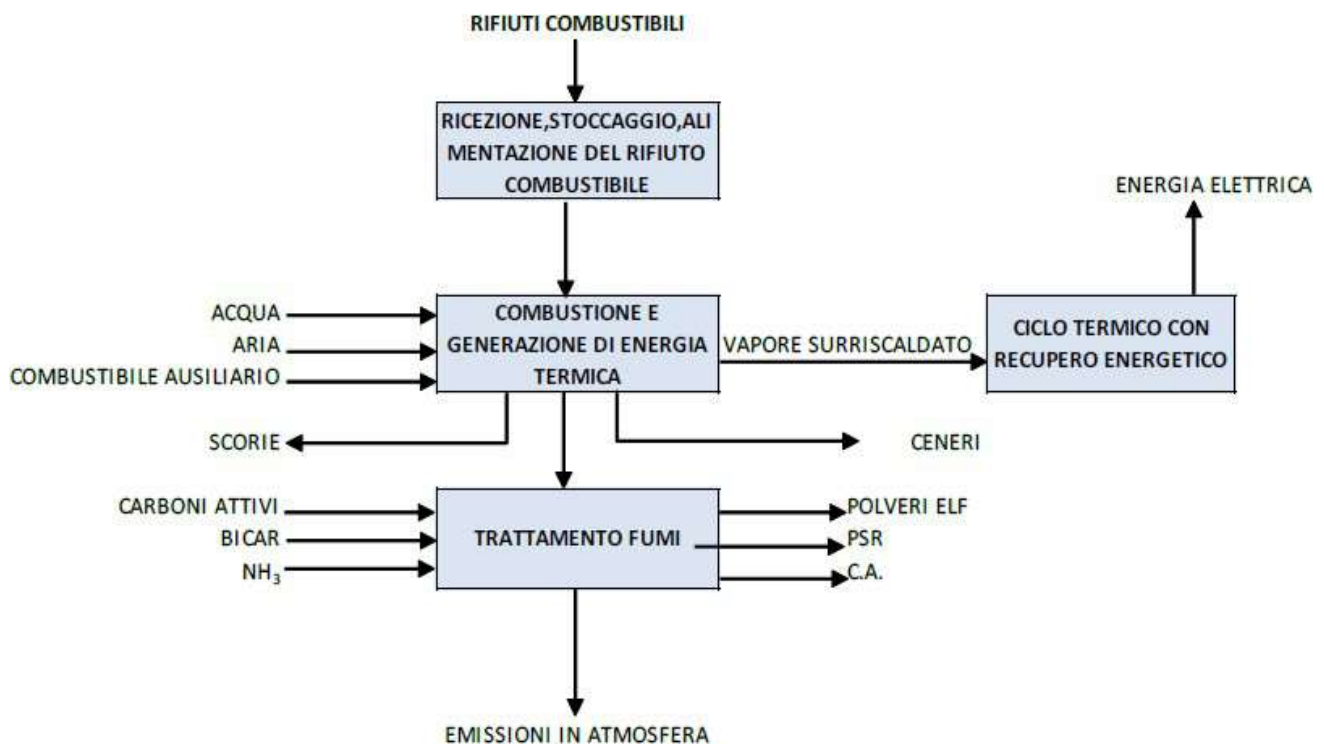 RIFIUTI COMBUSTIBILI
RICEZIONE,STOCCAGGIO,ALI
MENTAZIONE DEL RIFIUTO
COMBUSTIBILE
ENERGIA ELETTRICA
ACQUA
ARIA
COMBUSTIBILE AUSILIARIO
COMBUSTIONE E
GENERAZIONE DI ENERGIA
TERMICA
VAPORE SURRISCALDATO
CICLO TERMICO CON
RECUPERO ENERGETICO
SCORIE
CENERI
CARBONI ATTIVI
BICAR
NH₃
TRATTAMENTO FUMI
POLVERI ELF
PSR
C.A.
EMISSIONI IN ATMOSFERA